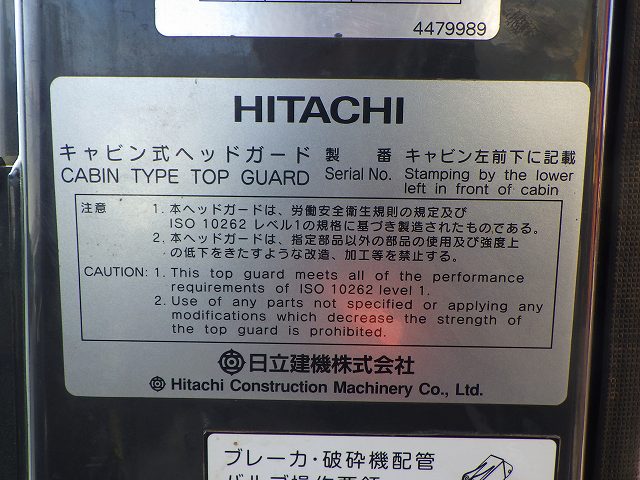 4479989
HITACHI
キャビン式ヘッドガード 製 番 キャビン左前下に記載
CABIN TYPE TOP GUARD Serial No. Stamping by the lower
left in front of cabin
注意 1. 本ヘッドガードは、労働安全衛生規則の規定及び
ISO 10262 レベル1の規格に基づき製造されたものである。
2. 本ヘッドガードは、指定部品以外の部品の使用及び強度上
の低下をきたすような改造、加工等を禁止する。
CAUTION: 1. This top guard meets all of the performance
requirements of ISO 10262 level 1.
2. Use of any parts not specified or applying any
modifications which decrease the strength of
the top guard is prohibited.
日立建機株式会社
Hitachi Construction Machinery Co., Ltd.
ブレーカ・破砕機配管
バルブ操作要領